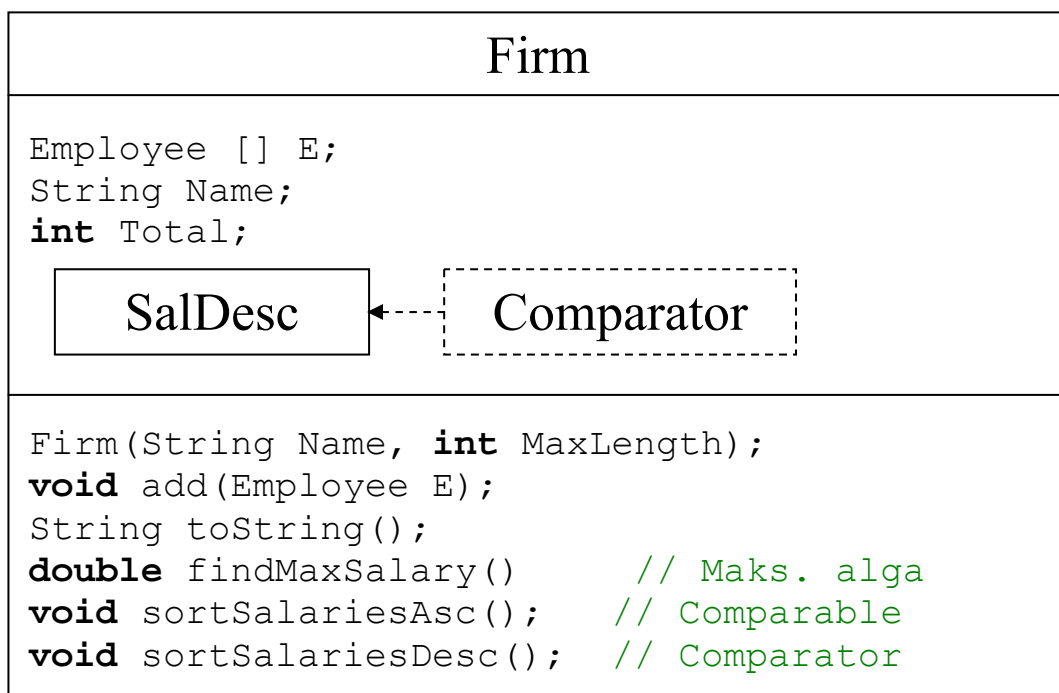 Firm
Employee [] E;
String Name;
int Total;
SalDesc Comparator
Firm(String Name, int MaxLength);
void add(Employee E);
String toString();
double findMaxSalary() // Maks. alga
void sortSalariesAsc(); // Comparable
void sortSalariesDesc(); // Comparator